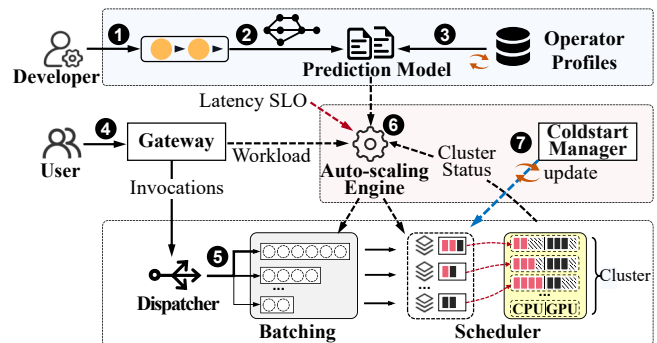 1
2
3
Developer
Prediction Model
Operator
Profiles
Latency SLO
4
6
7
User
Gateway
Workload
Auto-scaling
Engine
Cluster
Status
Coldstart
Manager
update
Invocations
5
Dispatcher
...
Batching
...
Scheduler
...
CPU GPU
Cluster